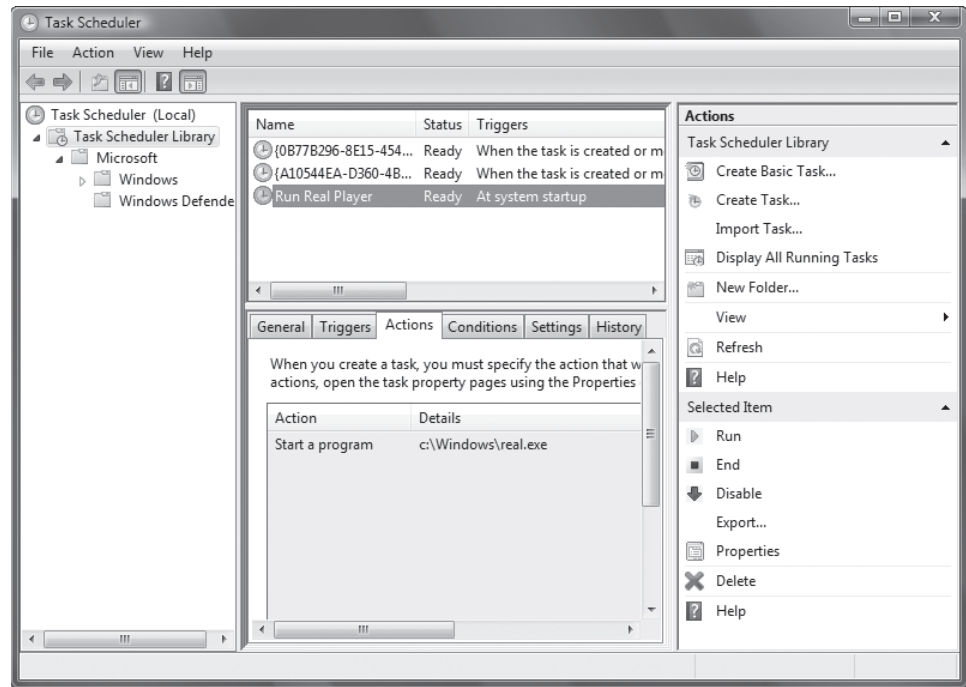 Task Scheduler
File Action View Help
Task Scheduler (Local)
Task Scheduler Library
Microsoft
Windows
Windows Defende
Name Status Triggers
{0B77B296-8E15-454... Ready When the task is created or m
{A10544EA-D360-4B... Ready When the task is created or m
Run Real Player Ready At system startup
General Triggers Actions Conditions Settings History
When you create a task, you must specify the action that w
actions, open the task property pages using the Properties
Action Details
Start a program c:\Windows\real.exe
Actions
Task Scheduler Library
Create Basic Task...
Create Task...
Import Task...
Display All Running Tasks
New Folder...
View
Refresh
Help
Selected Item
Run
End
Disable
Export...
Properties
Delete
Help